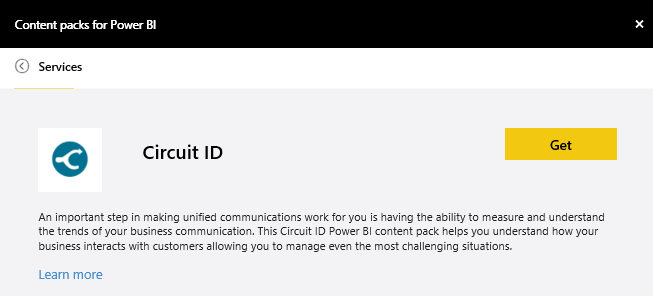 Content packs for Power BI
Services
Circuit ID
Get
An important step in making unified communications work for you is having the ability to measure and understand
the trends of your business communication. This Circuit ID Power BI content pack helps you understand how your
business interacts with customers allowing you to manage even the most challenging situations.
Learn more